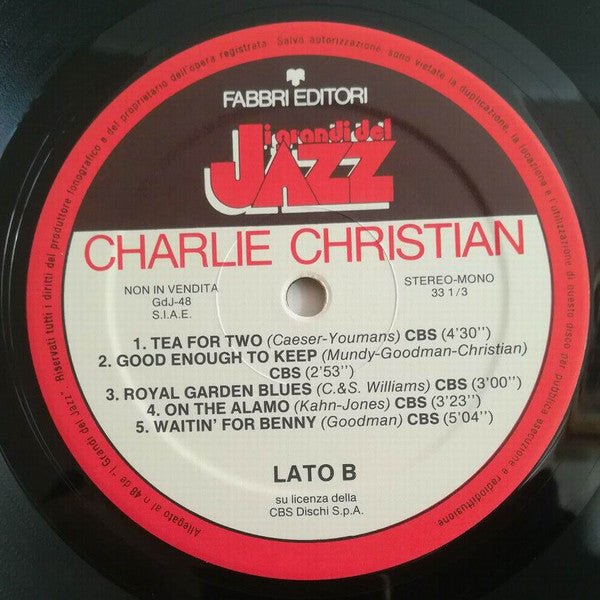 FABBRI EDITORI
i grandi del
JAZZ
CHARLIE CHRISTIAN
NON IN VENDITA
GdJ-48
S.I.A.E.
STEREO-MONO
33 1/3
1. TEA FOR TWO (Caeser-Youmans) CBS (4'30'')
2. GOOD ENOUGH TO KEEP (Mundy-Goodman-Christian)
CBS (2'53'')
3. ROYAL GARDEN BLUES (C.&S. Williams) CBS (3'00'')
4. ON THE ALAMO (Kahn-Jones) CBS (3'23'')
5. WAITIN' FOR BENNY (Goodman) CBS (5'04'')
LATO B
su licenza della
CBS Dischi S.p.A.
Allegato al n 48 de "I Grandi del Jazz". Riservati tutti i diritti del produttore fonografico e del proprietario dell'opera registrata. Salvo autorizzazione, sono vietate la duplicazione, la locazione e l'utilizzazione di questo disco per pubblica esecuzione e radiodiffusione.